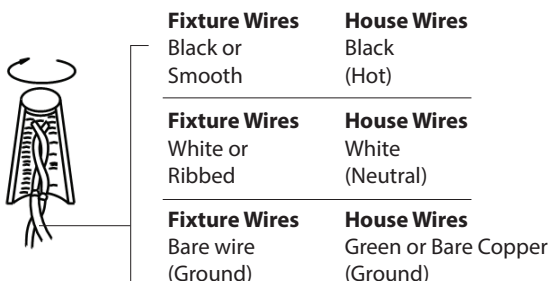 Fixture Wires House Wires
Black or Black
Smooth (Hot)
Fixture Wires House Wires
White or White
Ribbed (Neutral)
Fixture Wires House Wires
Bare wire Green or Bare Copper
(Ground) (Ground)